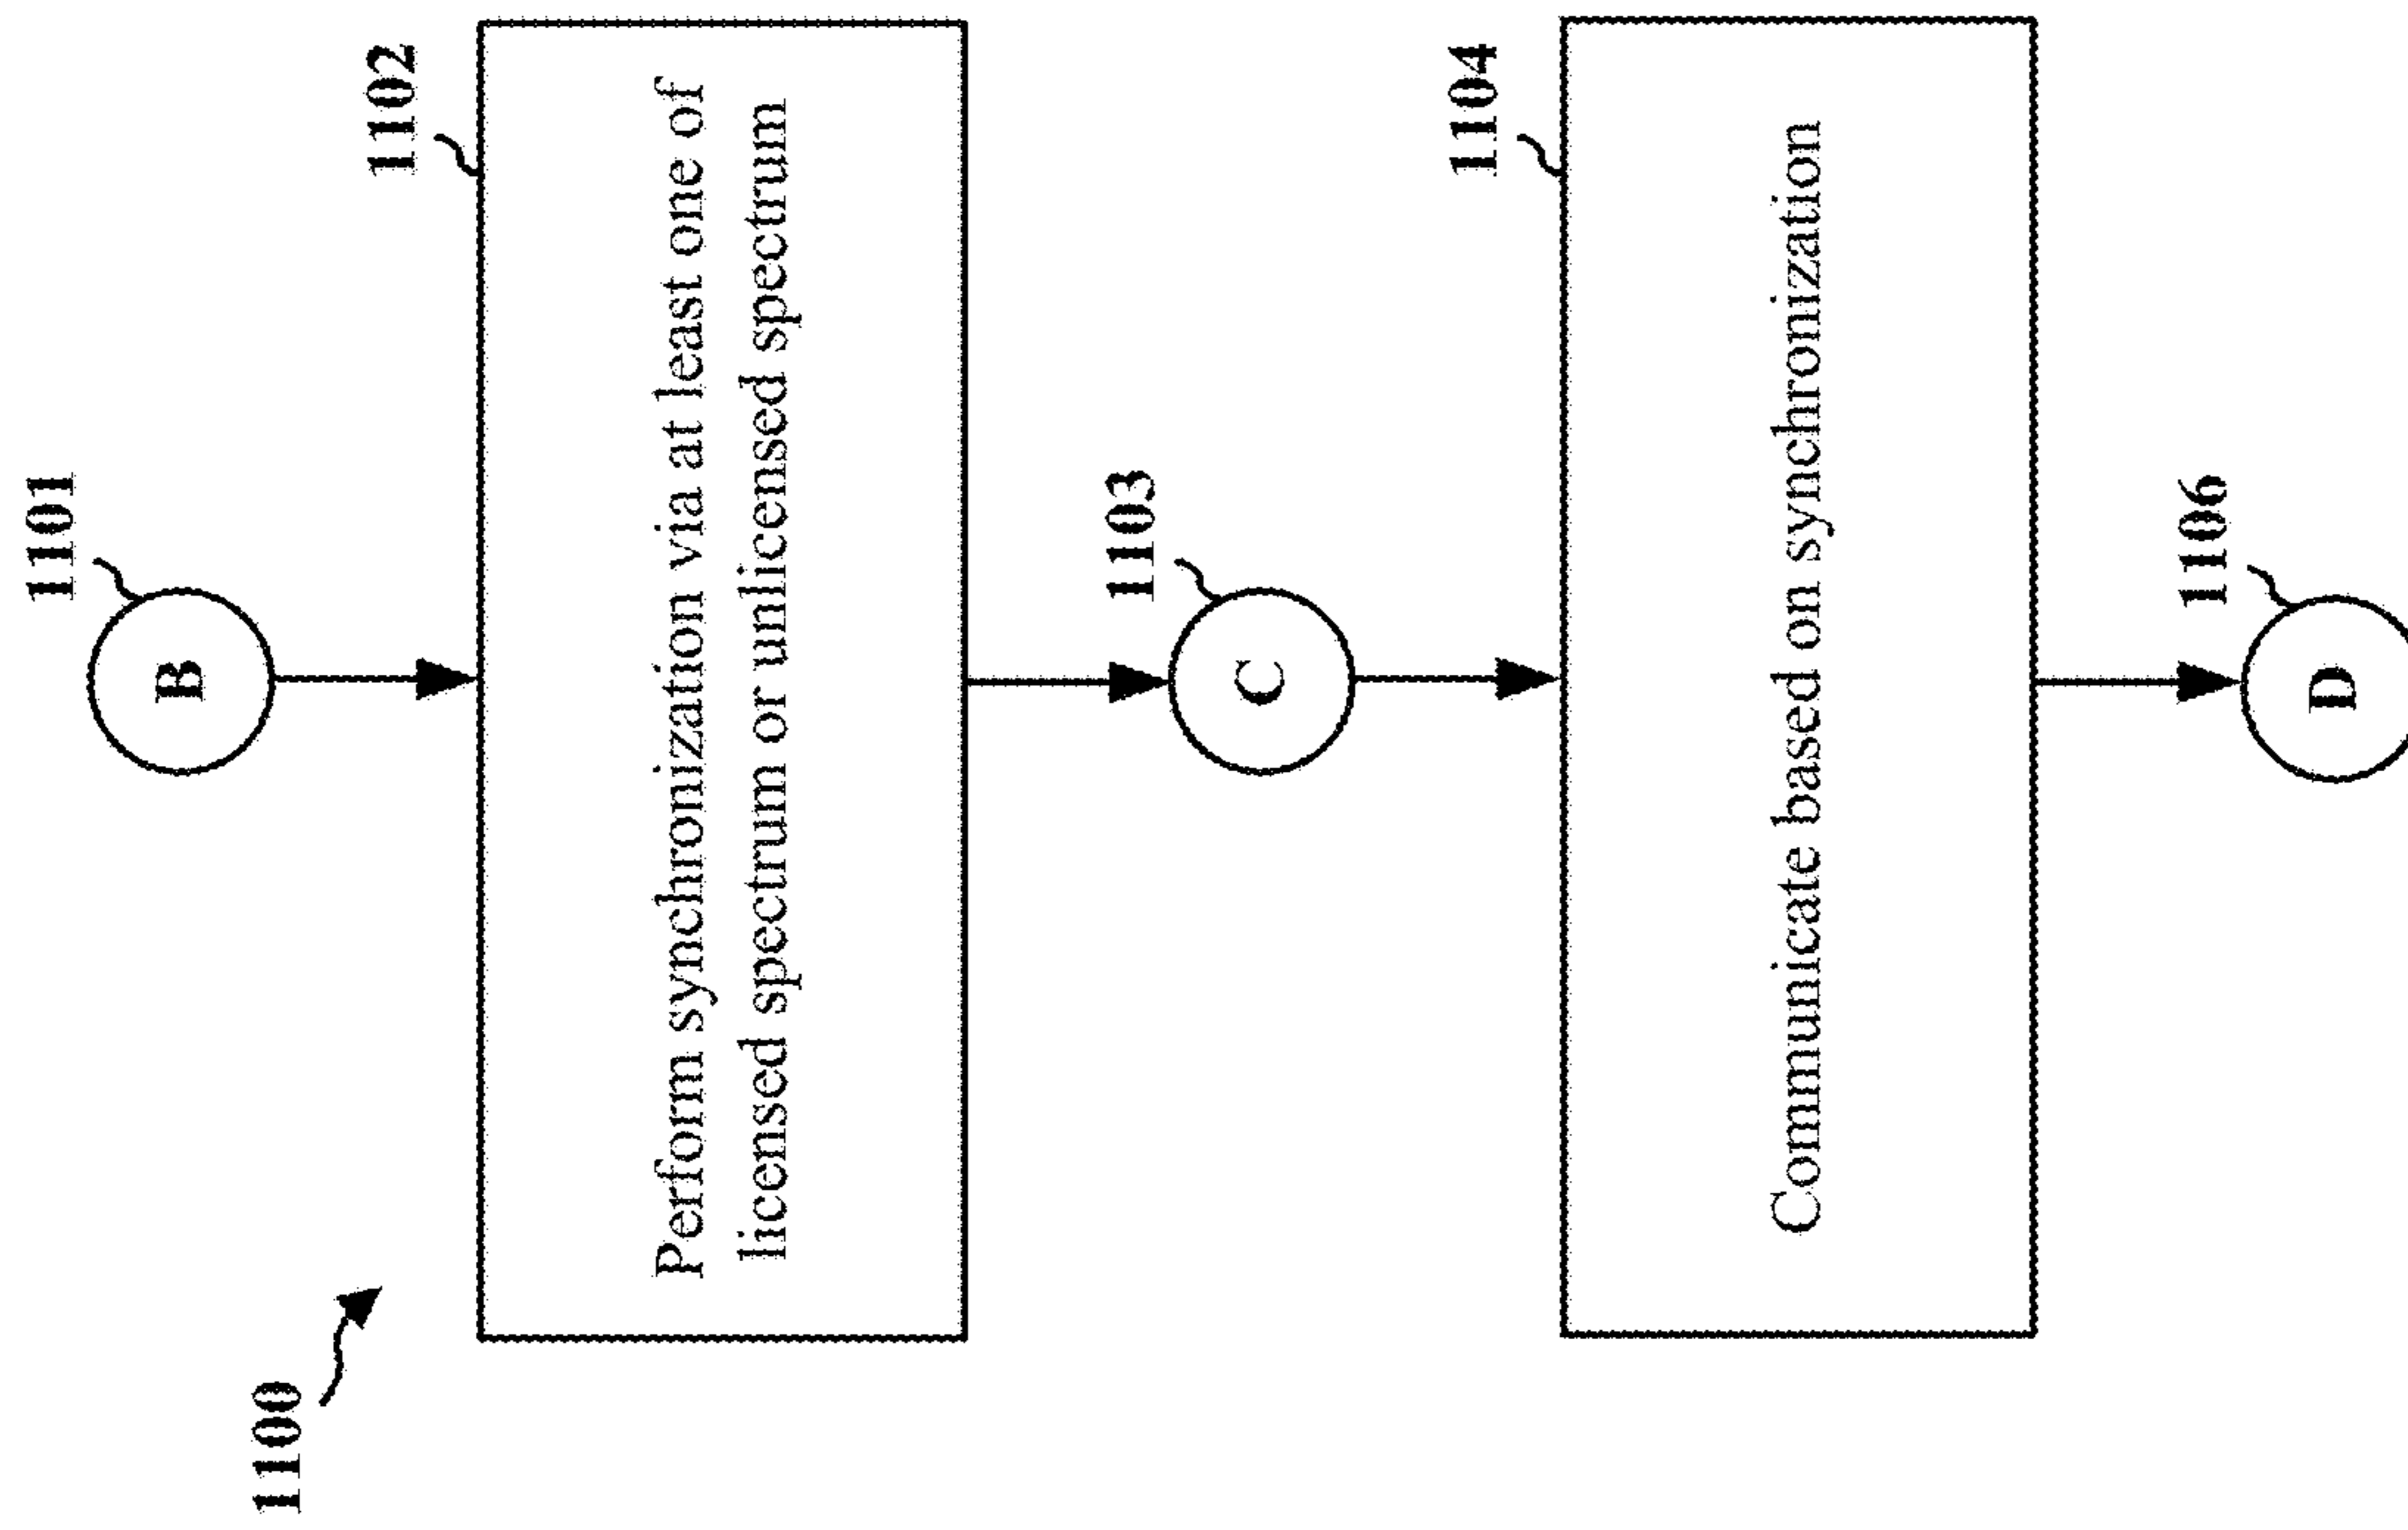 1100
1101
B
1102
Perform synchronization via at least one of
licensed spectrum or unlicensed spectrum
1103
C
1104
Communicate based on synchronization
1106
D